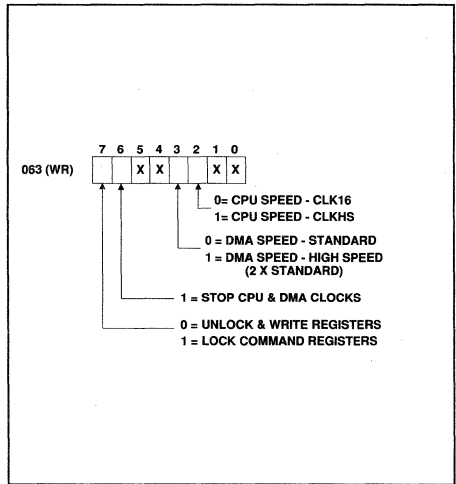 7 6 5 4 3 2 1 0
063 (WR) X X X X
0= CPU SPEED - CLK16
1= CPU SPEED - CLKHS
0 = DMA SPEED - STANDARD
1 = DMA SPEED - HIGH SPEED
(2 X STANDARD)
1 = STOP CPU & DMA CLOCKS
0 = UNLOCK & WRITE REGISTERS
1 = LOCK COMMAND REGISTERS